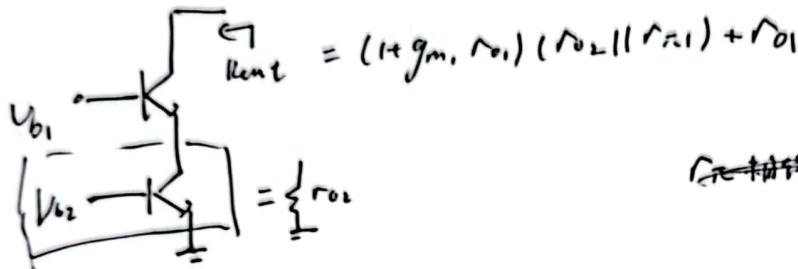 Rout = (1+gm1 ro1)(ro2||rπ1) + ro1
Vb1
Vb2 = ro2